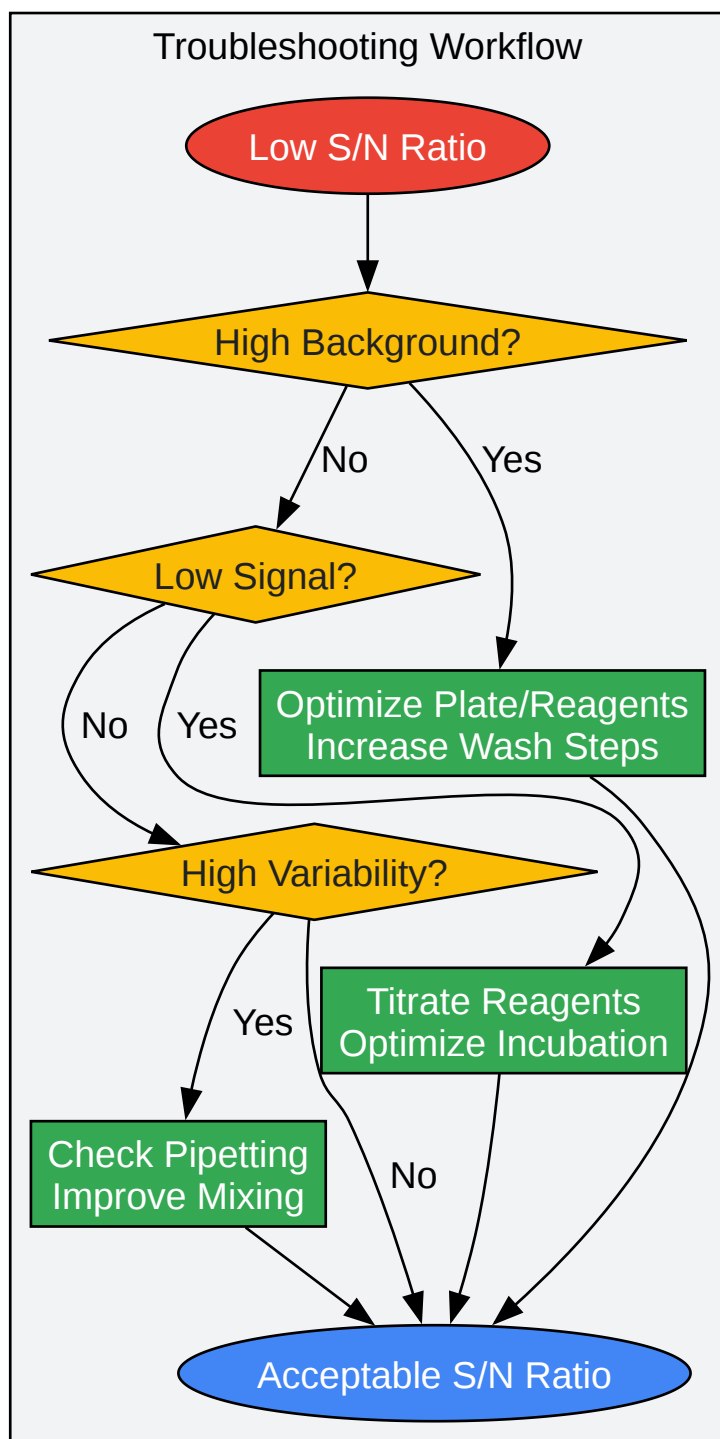 Troubleshooting Workflow
Low S/N Ratio
High Background?
No
Yes
Low Signal?
No
Yes
Optimize Plate/Reagents
Increase Wash Steps
High Variability?
Yes
Titrate Reagents
Optimize Incubation
Check Pipetting
Improve Mixing
No
Acceptable S/N Ratio